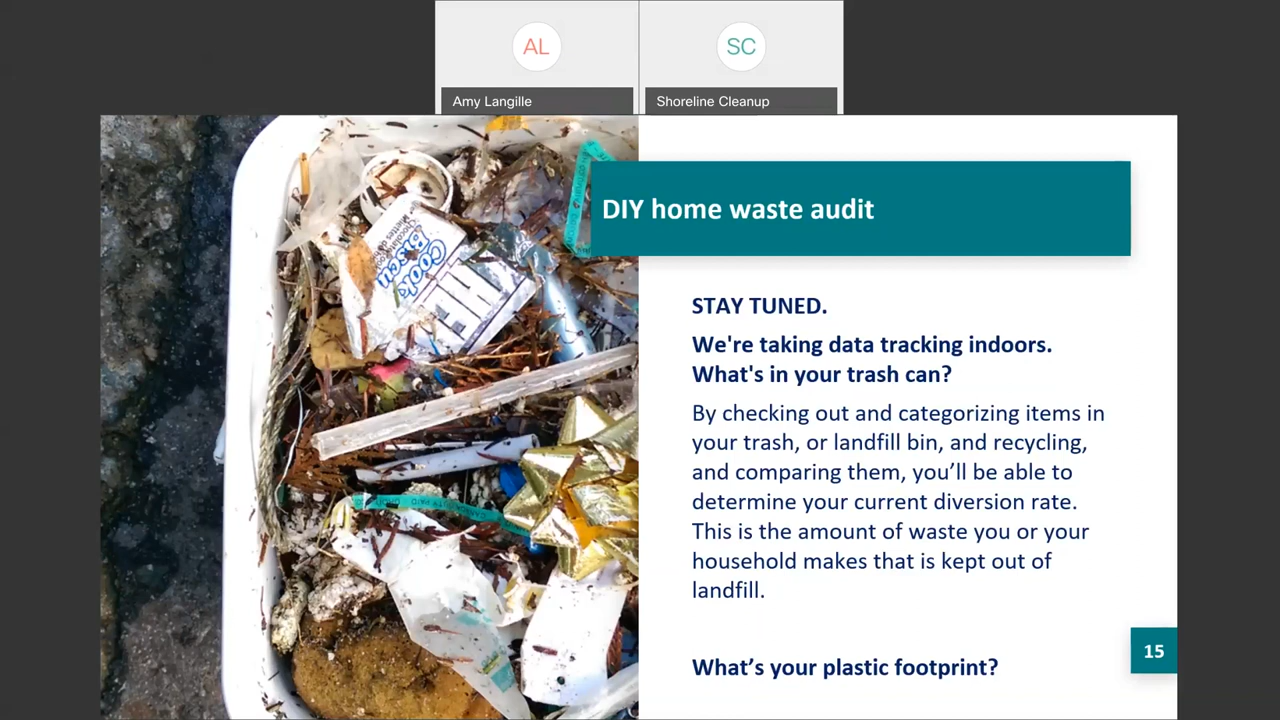 AL
SC
Amy Langille
Shoreline Cleanup
DIY home waste audit
STAY TUNED.
We're taking data tracking indoors.
What's in your trash can?
By checking out and categorizing items in
your trash, or landfill bin, and recycling,
and comparing them, you’ll be able to
determine your current diversion rate.
This is the amount of waste you or your
household makes that is kept out of
landfill.
What’s your plastic footprint?
15